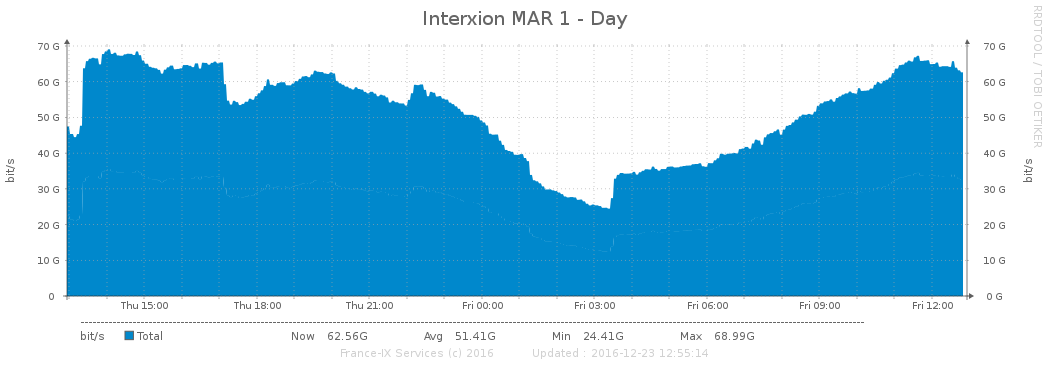 Interxion MAR 1 - Day
RRDTOOL / TOBI OETIKER
bit/s
70 G 70 G
60 G 60 G
50 G 50 G
40 G 40 G
30 G 30 G
20 G 20 G
10 G 10 G
0 0 G
bit/s
Thu 15:00 Thu 18:00 Thu 21:00 Fri 00:00 Fri 03:00 Fri 06:00 Fri 09:00 Fri 12:00
bit/s Total Now 62.56G Avg 51.41G Min 24.41G Max 68.99G
France-IX Services (c) 2016 Updated : 2016-12-23 12:55:14